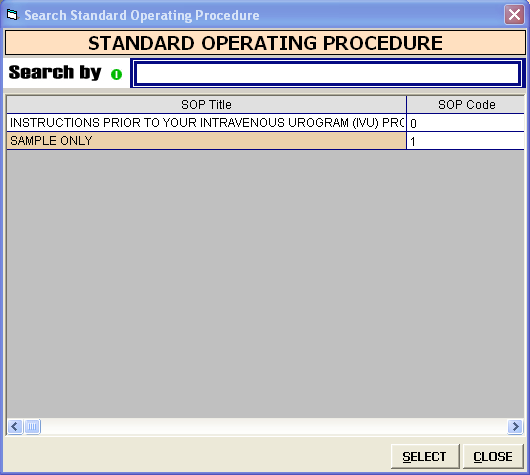 Search Standard Operating Procedure
STANDARD OPERATING PROCEDURE
Search by
SOP Title SOP Code
INSTRUCTIONS PRIOR TO YOUR INTRAVENOUS UROGRAM (IVU) PRO 0
SAMPLE ONLY 1
SELECT CLOSE